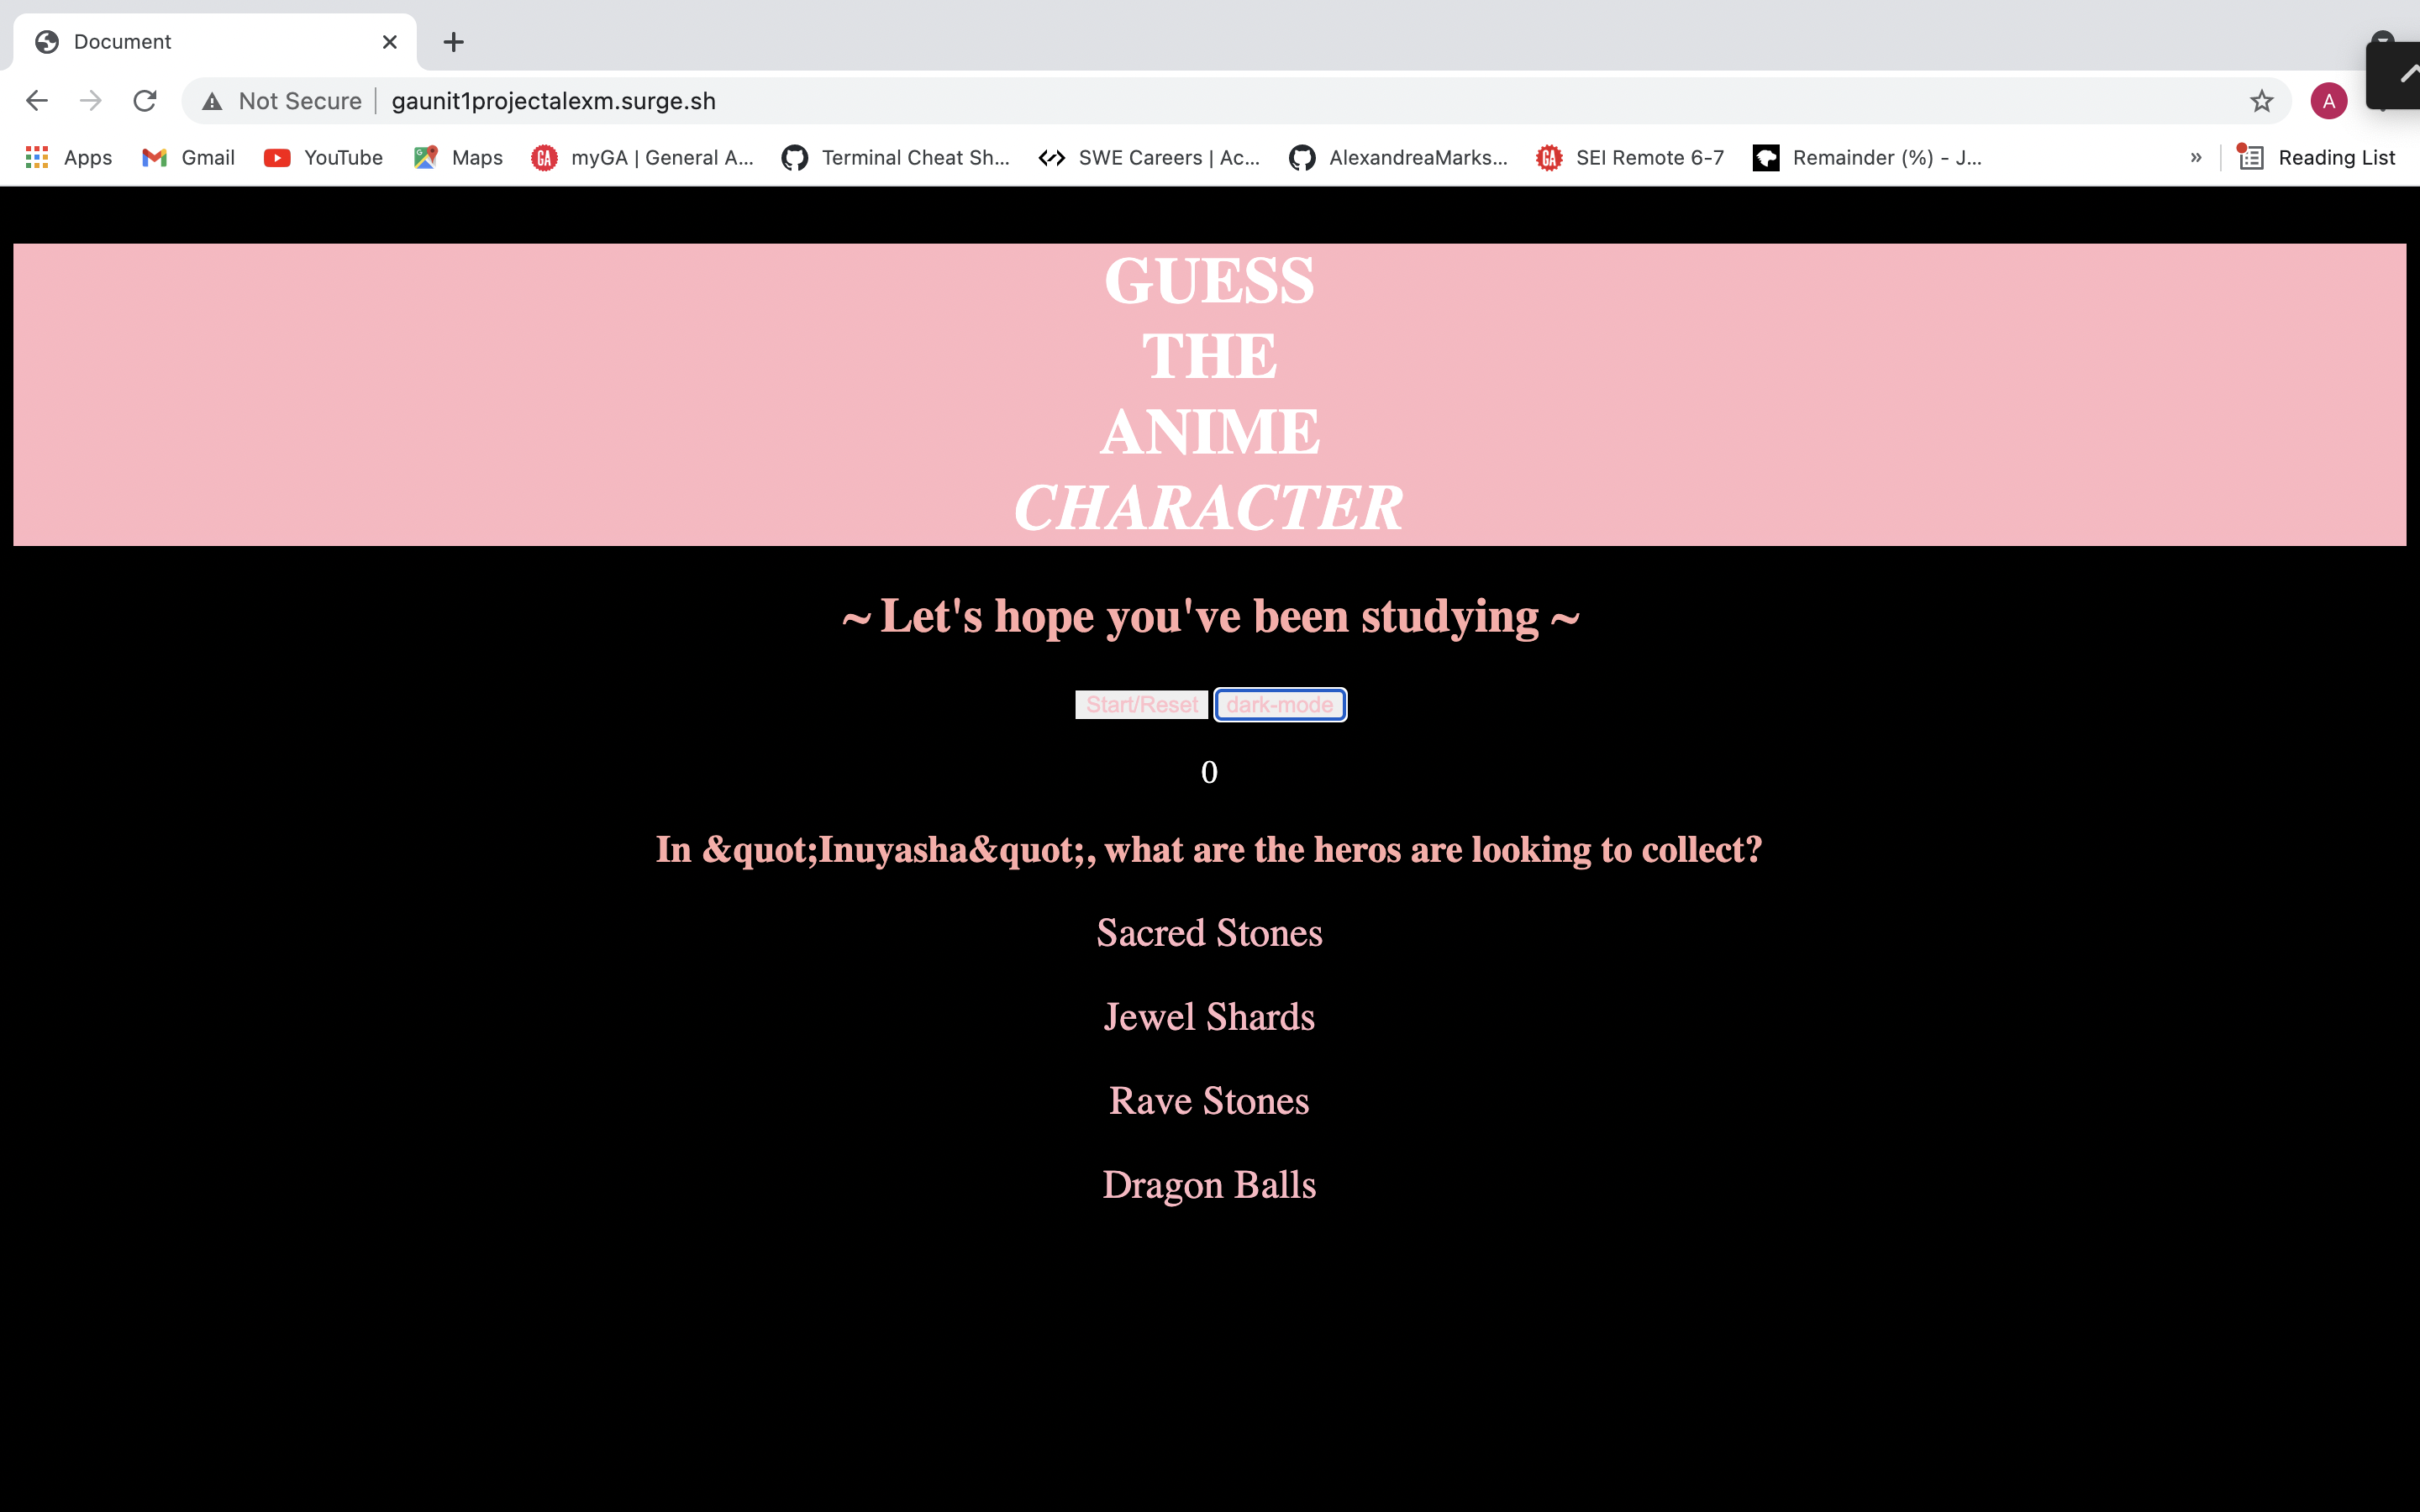 Document
Not Secure gaunit1projectalexm.surge.sh A
Apps Gmail YouTube Maps GA myGA | General A... Terminal Cheat Sh... SWE Careers | Ac... AlexandreaMarks... GA SEI Remote 6-7 Remainder (%) - J... » Reading List
GUESS
THE
ANIME
CHARACTER
~ Let's hope you've been studying ~
Start/Reset dark-mode
0
In &quot;Inuyasha&quot;, what are the heros are looking to collect?
Sacred Stones
Jewel Shards
Rave Stones
Dragon Balls